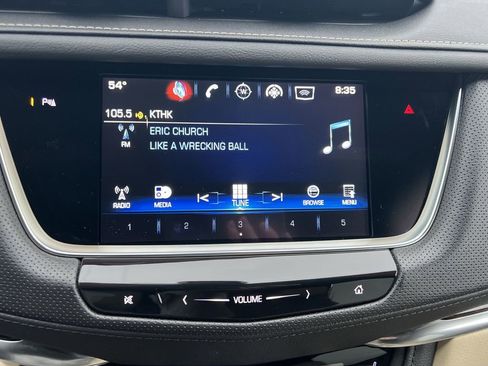 54° W 8:35
105.5 KTHK
ERIC CHURCH
FM
LIKE A WRECKING BALL
RADIO MEDIA TUNE BROWSE MENU
1 2 3 4 5
VOLUME